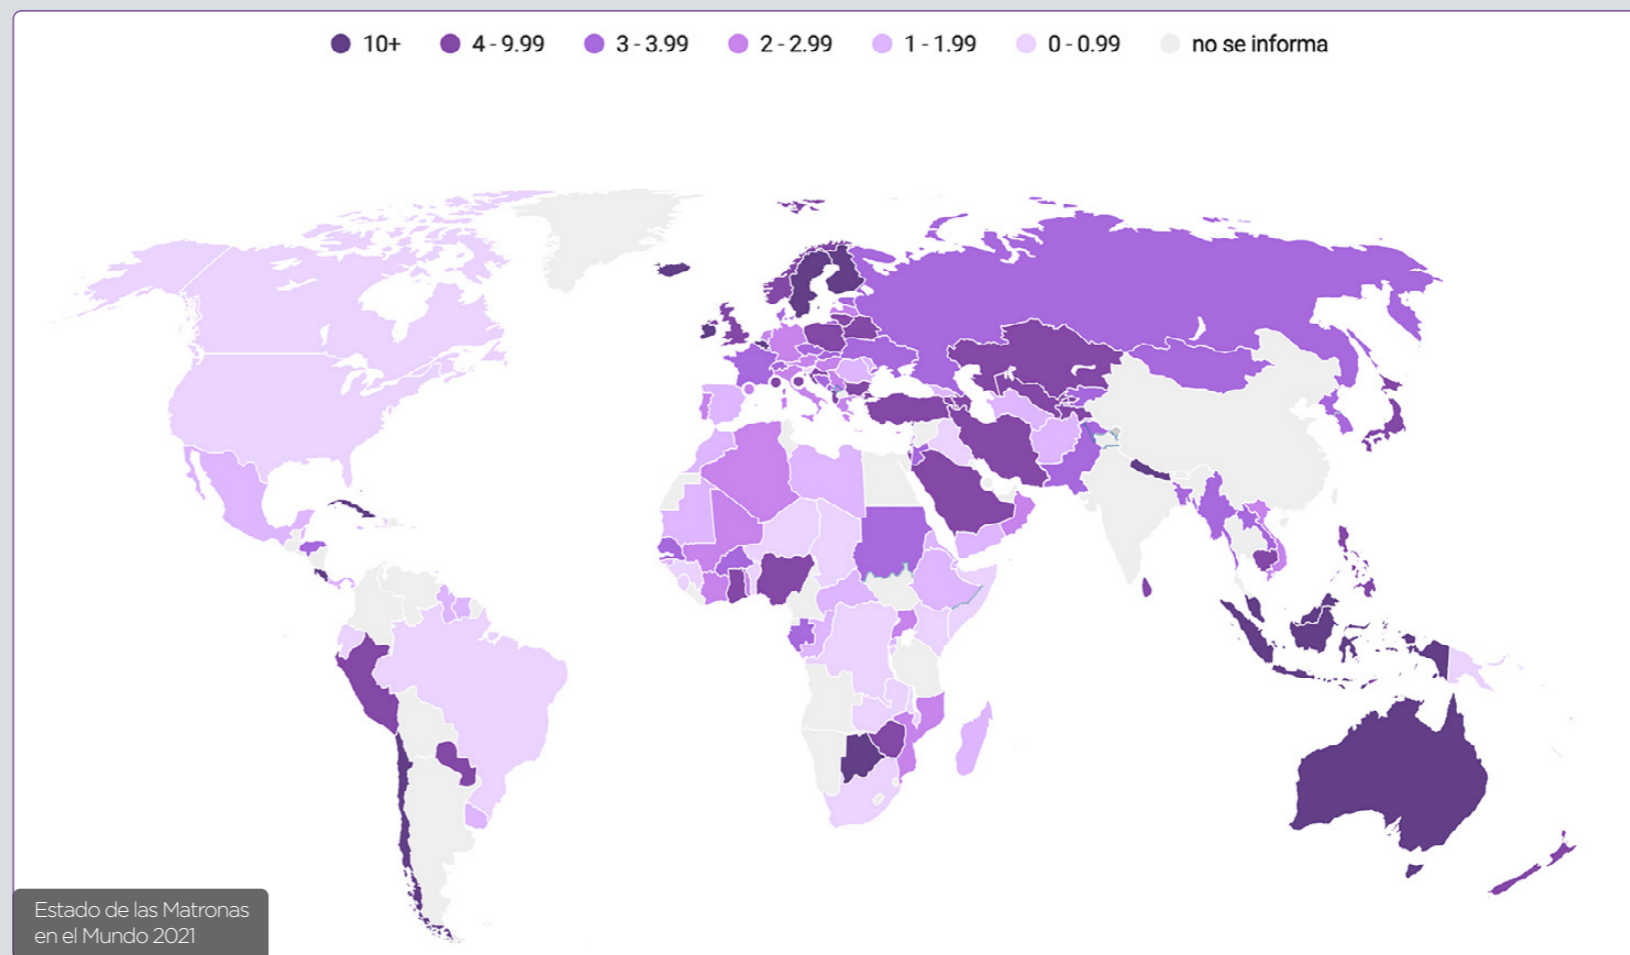 10+ 4 - 9.99 3 - 3.99 2 - 2.99 1 - 1.99 0 - 0.99 no se informa
Estado de las Matronas
en el Mundo 2021